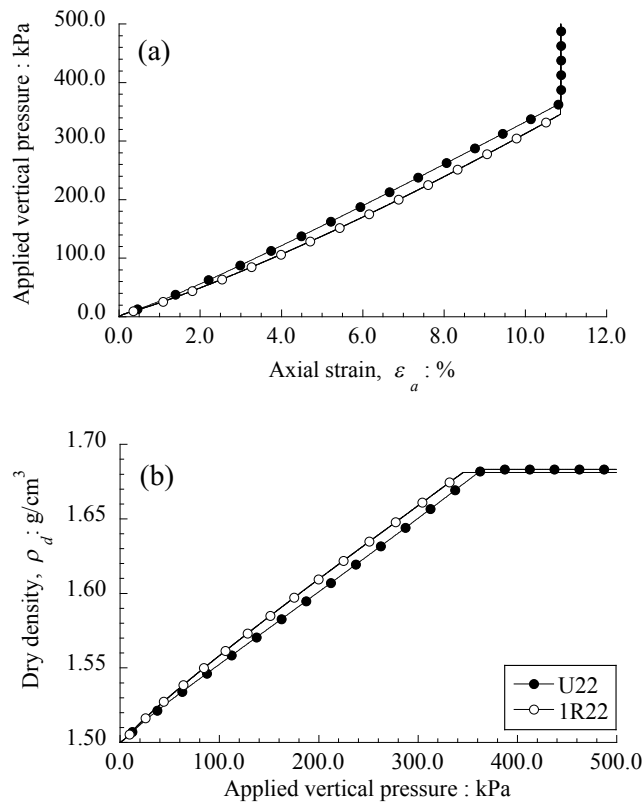 (a)
Applied vertical pressure : kPa
500.0
400.0
300.0
200.0
100.0
0.0
0.0 2.0 4.0 6.0 8.0 10.0 12.0
Axial strain, ε a : %
(b)
Dry density, ρ d : g/cm³
1.70
1.65
1.60
1.55
1.50
U22
1R22
0.0 100.0 200.0 300.0 400.0 500.0
Applied vertical pressure : kPa